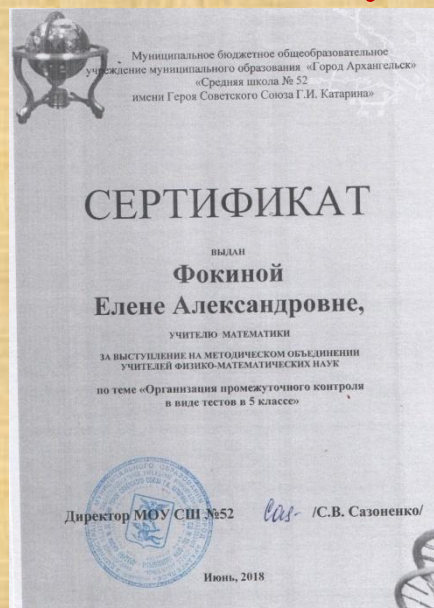 Муниципальное бюджетное общеобразовательное
учреждение муниципального образования «Город Архангельск»
«Средняя школа № 52
имени Героя Советского Союза Г.И. Катарина»
СЕРТИФИКАТ
ВЫДАН
Фокиной
Елене Александровне,
УЧИТЕЛЮ МАТЕМАТИКИ
ЗА ВЫСТУПЛЕНИЕ НА МЕТОДИЧЕСКОМ ОБЪЕДИНЕНИИ
УЧИТЕЛЕЙ ФИЗИКО-МАТЕМАТИЧЕСКИХ НАУК
по теме «Организация промежуточного контроля
в виде тестов в 5 классе»
Директор МОУ СШ №52 /С.В. Сазоненко/
Июнь, 2018